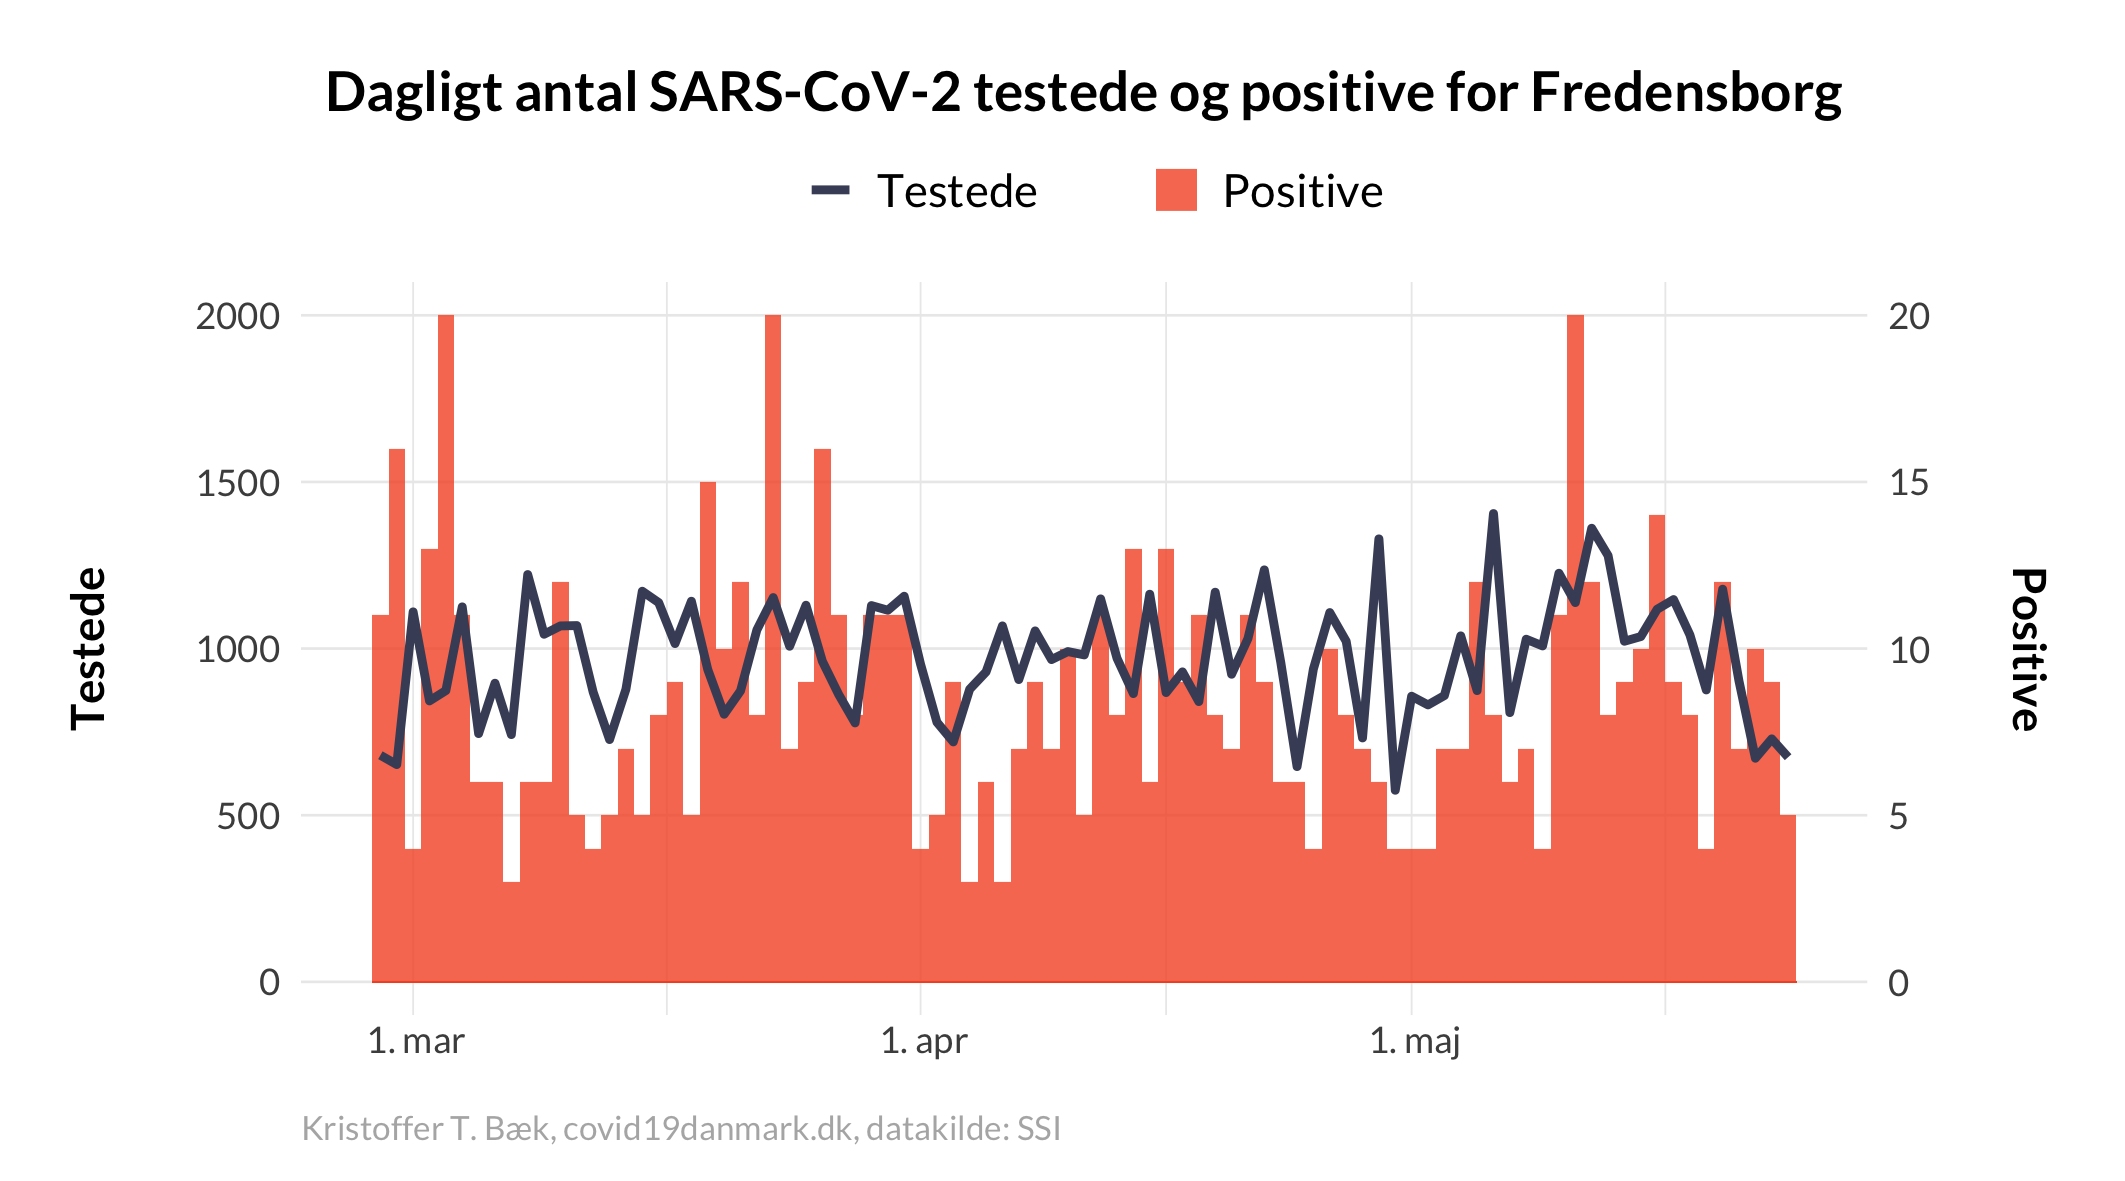 Dagligt antal SARS-CoV-2 testede og positive for Fredensborg
Testede Positive
2000 20
1500 15
1000 10
500 5
0 0
Testede
Positive
1. mar 1. apr 1. maj
Kristoffer T. Bæk, covid19danmark.dk, datakilde: SSI